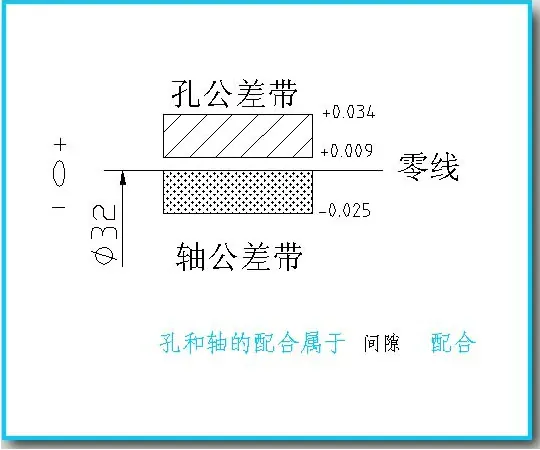 孔公差带
+0.034
+0.009
+
0
−
零线
-0.025
φ32
轴公差带
孔和轴的配合属于 间隙 配合